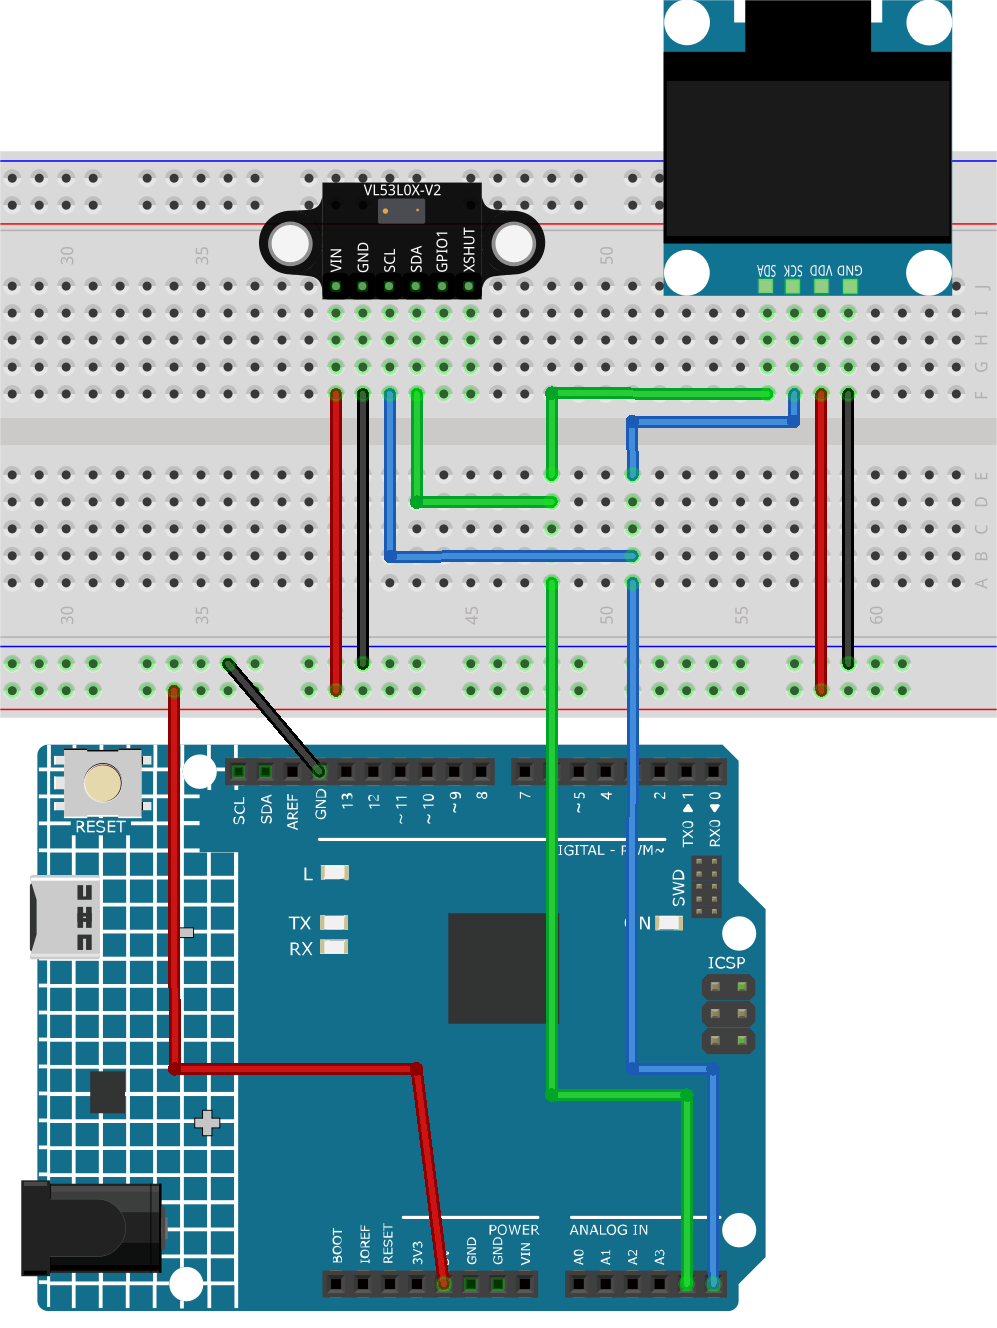 VL53L0X-V2
VIN GND SCL SDA GPIO1 XSHUT
SDA SCK VDD GND
30 35 50
J
I
H
G
F
E
D
C
B
A
30 35 45 50 55 60
RESET
SCL SDA AREF GND 13 12 ~11 ~10 ~9 8 7 ~5 4 2 TX0 1 RX0 0
IGITAL - PWM~
L
TX
RX
SWD
N
ICSP
POWER
ANALOG IN
BOOT IOREF RESET 3V3 GND GND VIN A0 A1 A2 A3